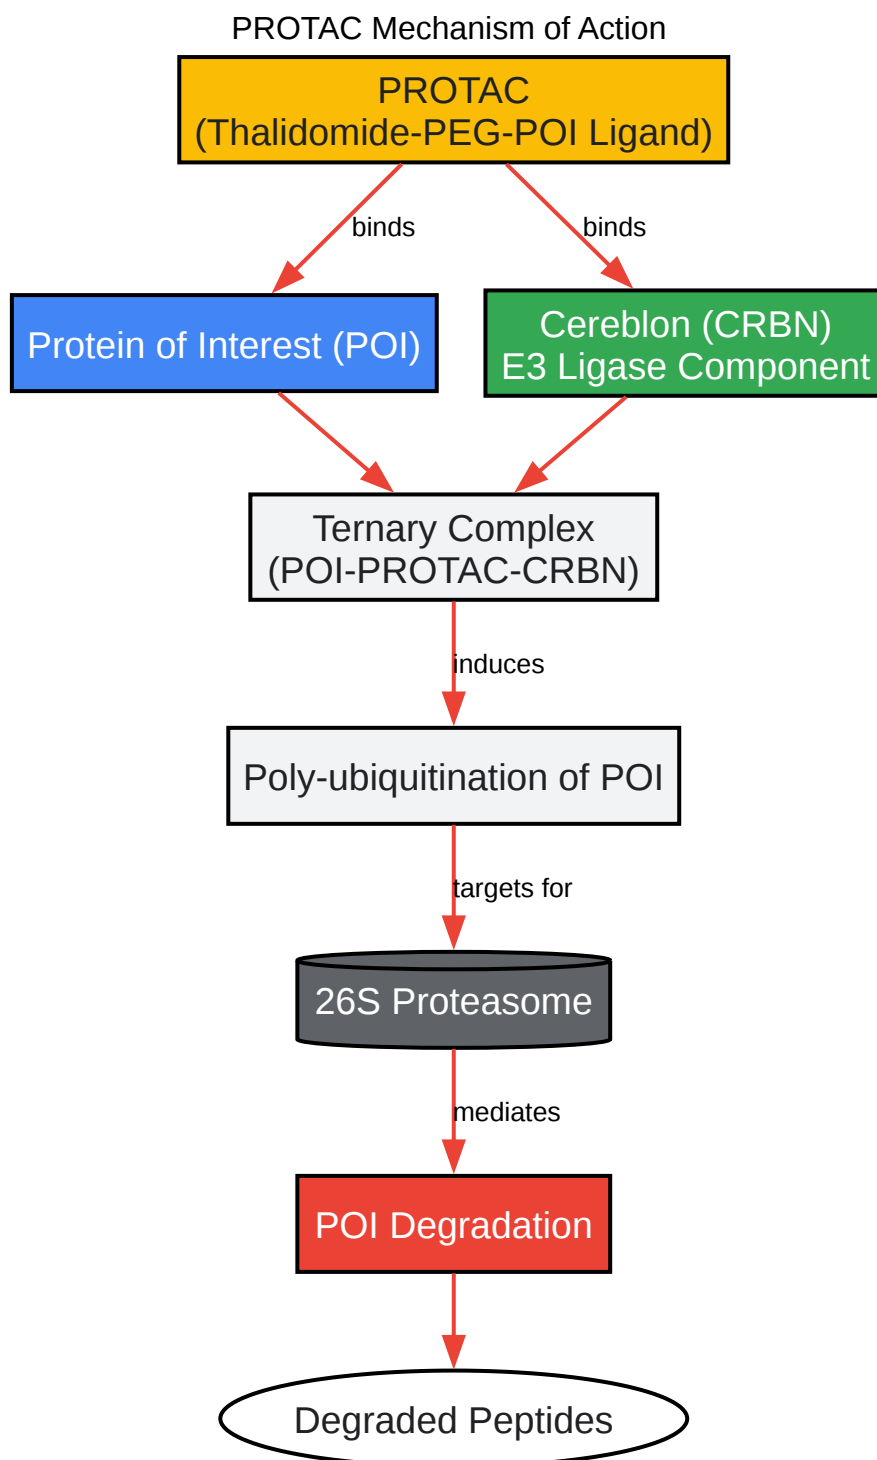 PROTAC Mechanism of Action
PROTAC
(Thalidomide-PEG-POI Ligand)
binds
binds
Protein of Interest (POI)
Cereblon (CRBN)
E3 Ligase Component
Ternary Complex
(POI-PROTAC-CRBN)
induces
Poly-ubiquitination of POI
targets for
26S Proteasome
mediates
POI Degradation
Degraded Peptides